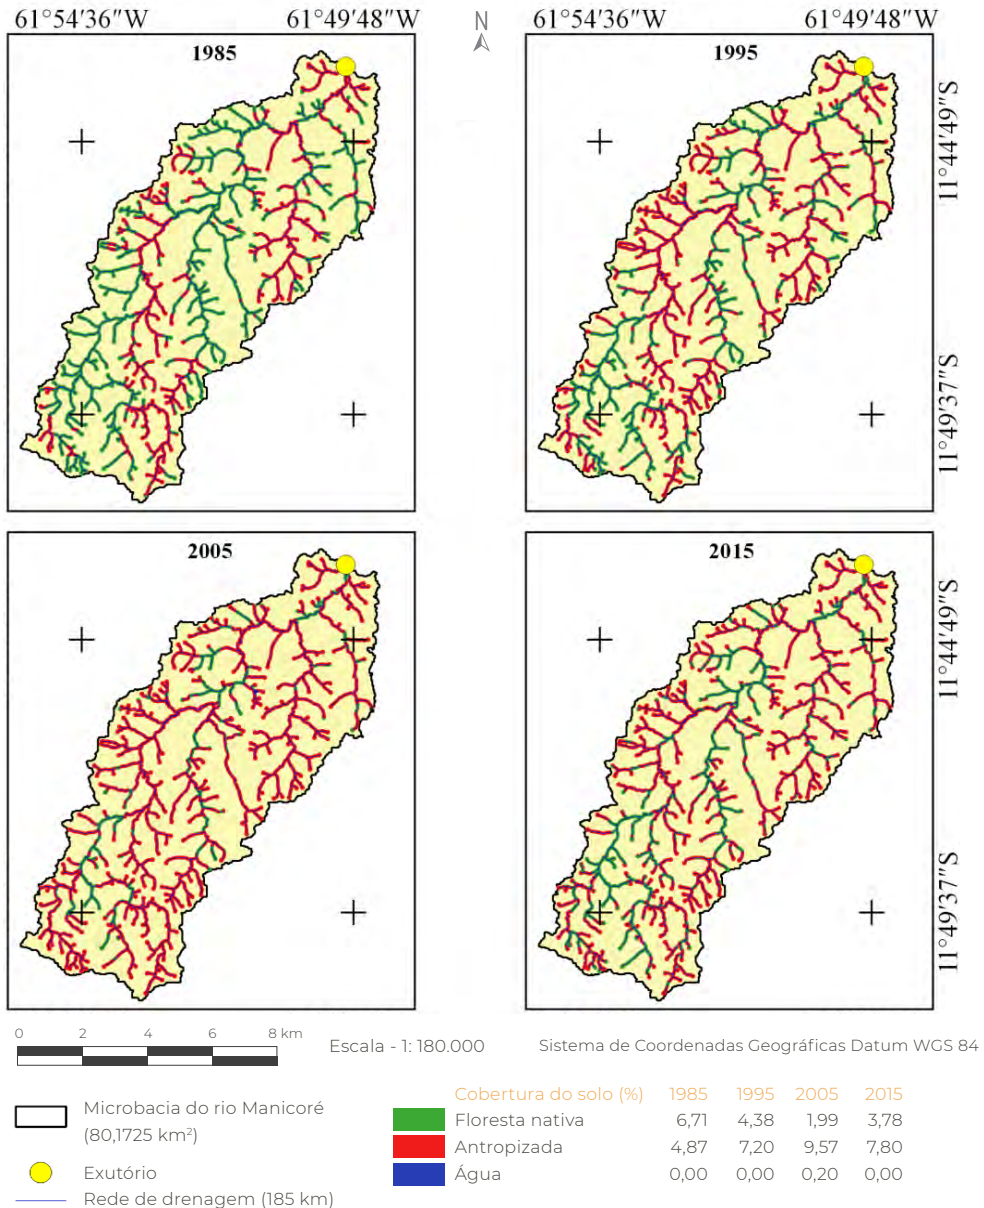 61°54'36"W 61°49'48"W N 61°54'36"W 61°49'48"W
1985 1995
11°44'49"S
11°49'37"S
2005 2015
11°44'49"S
11°49'37"S
0 2 4 6 8 km
Escala - 1: 180.000 Sistema de Coordenadas Geográficas Datum WGS 84
Microbacia do rio Manicoré
(80,1725 km²)
Exutório
Rede de drenagem (185 km)
Cobertura do solo (%) 1985 1995 2005 2015
Floresta nativa 6,71 4,38 1,99 3,78
Antropizada 4,87 7,20 9,57 7,80
Água 0,00 0,00 0,20 0,00